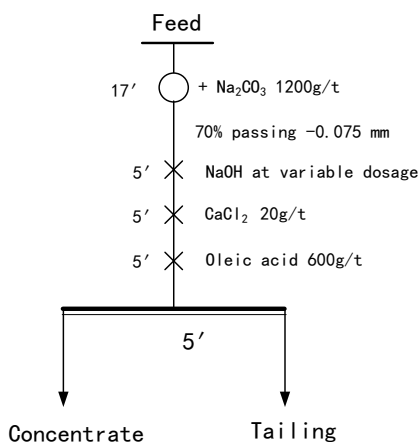 Feed
17′ + Na₂CO₃ 1200g/t
70% passing -0.075 mm
5′ NaOH at variable dosage
5′ CaCl₂ 20g/t
5′ Oleic acid 600g/t
5′
Concentrate Tailing